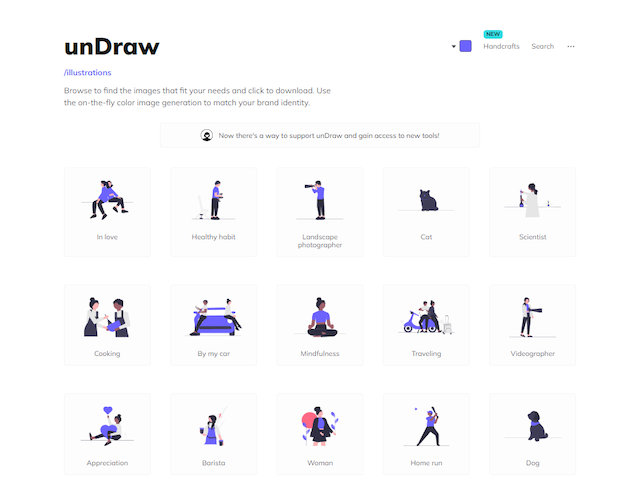 NEW
unDraw
Handcrafts
Search
/illustrations
Browse to find the images that fit your needs and click to download. Use
the on-the-fly color image generation to match your brand identity.
Now there's a way to support unDraw and gain access to new tools!
In love
Healthy habit
Landscape
photographer
Cat
Scientist
Cooking
By my car
Mindfulness
Traveling
Videographer
Appreciation
Barista
Woman
Home run
Dog